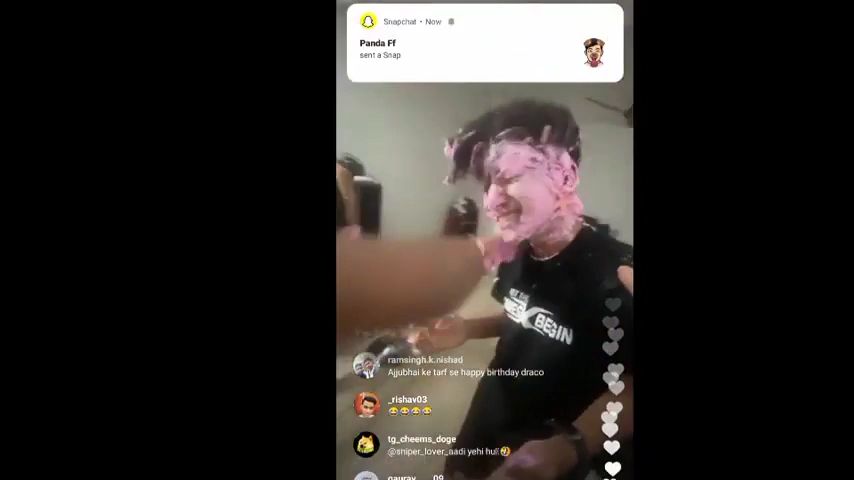 Snapchat • Now
Panda Ff
sent a Snap
BEGIN
ramsingh.k.nishad
Ajjubhai ke tarf se happy birthday draco
_rishav03
😂😂😂😂
tg_cheems_doge
@sniper_lover_aadi yehi hu!!🤣
gaurav__09